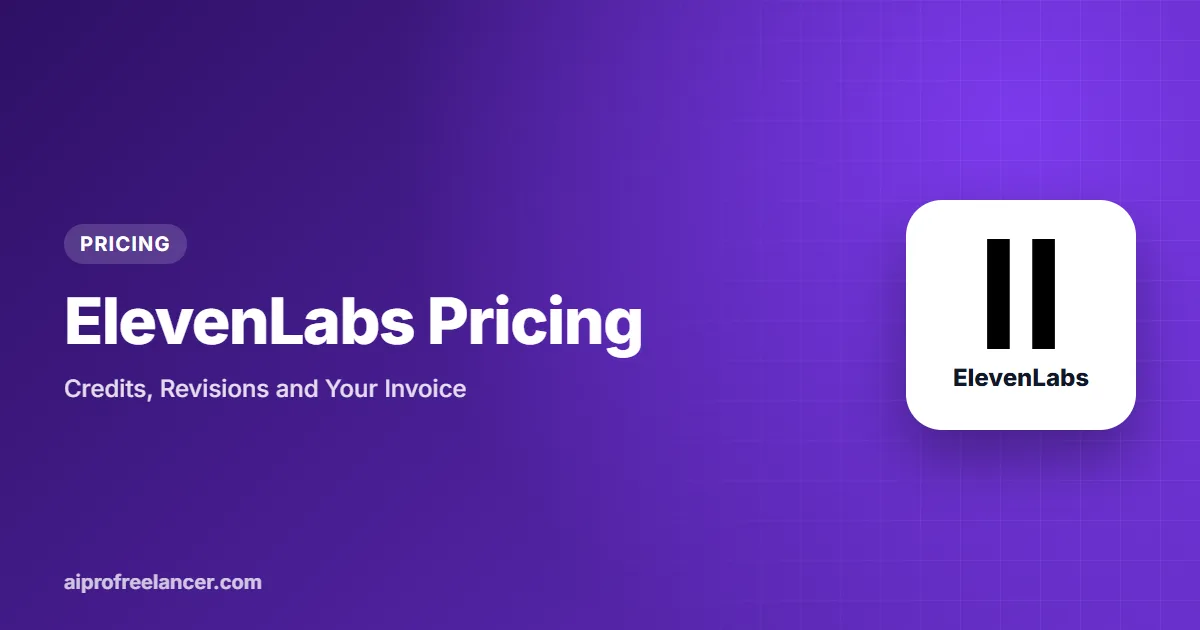 PRICING
ElevenLabs Pricing
Credits, Revisions and Your Invoice
ElevenLabs
aiprofreelancer.com